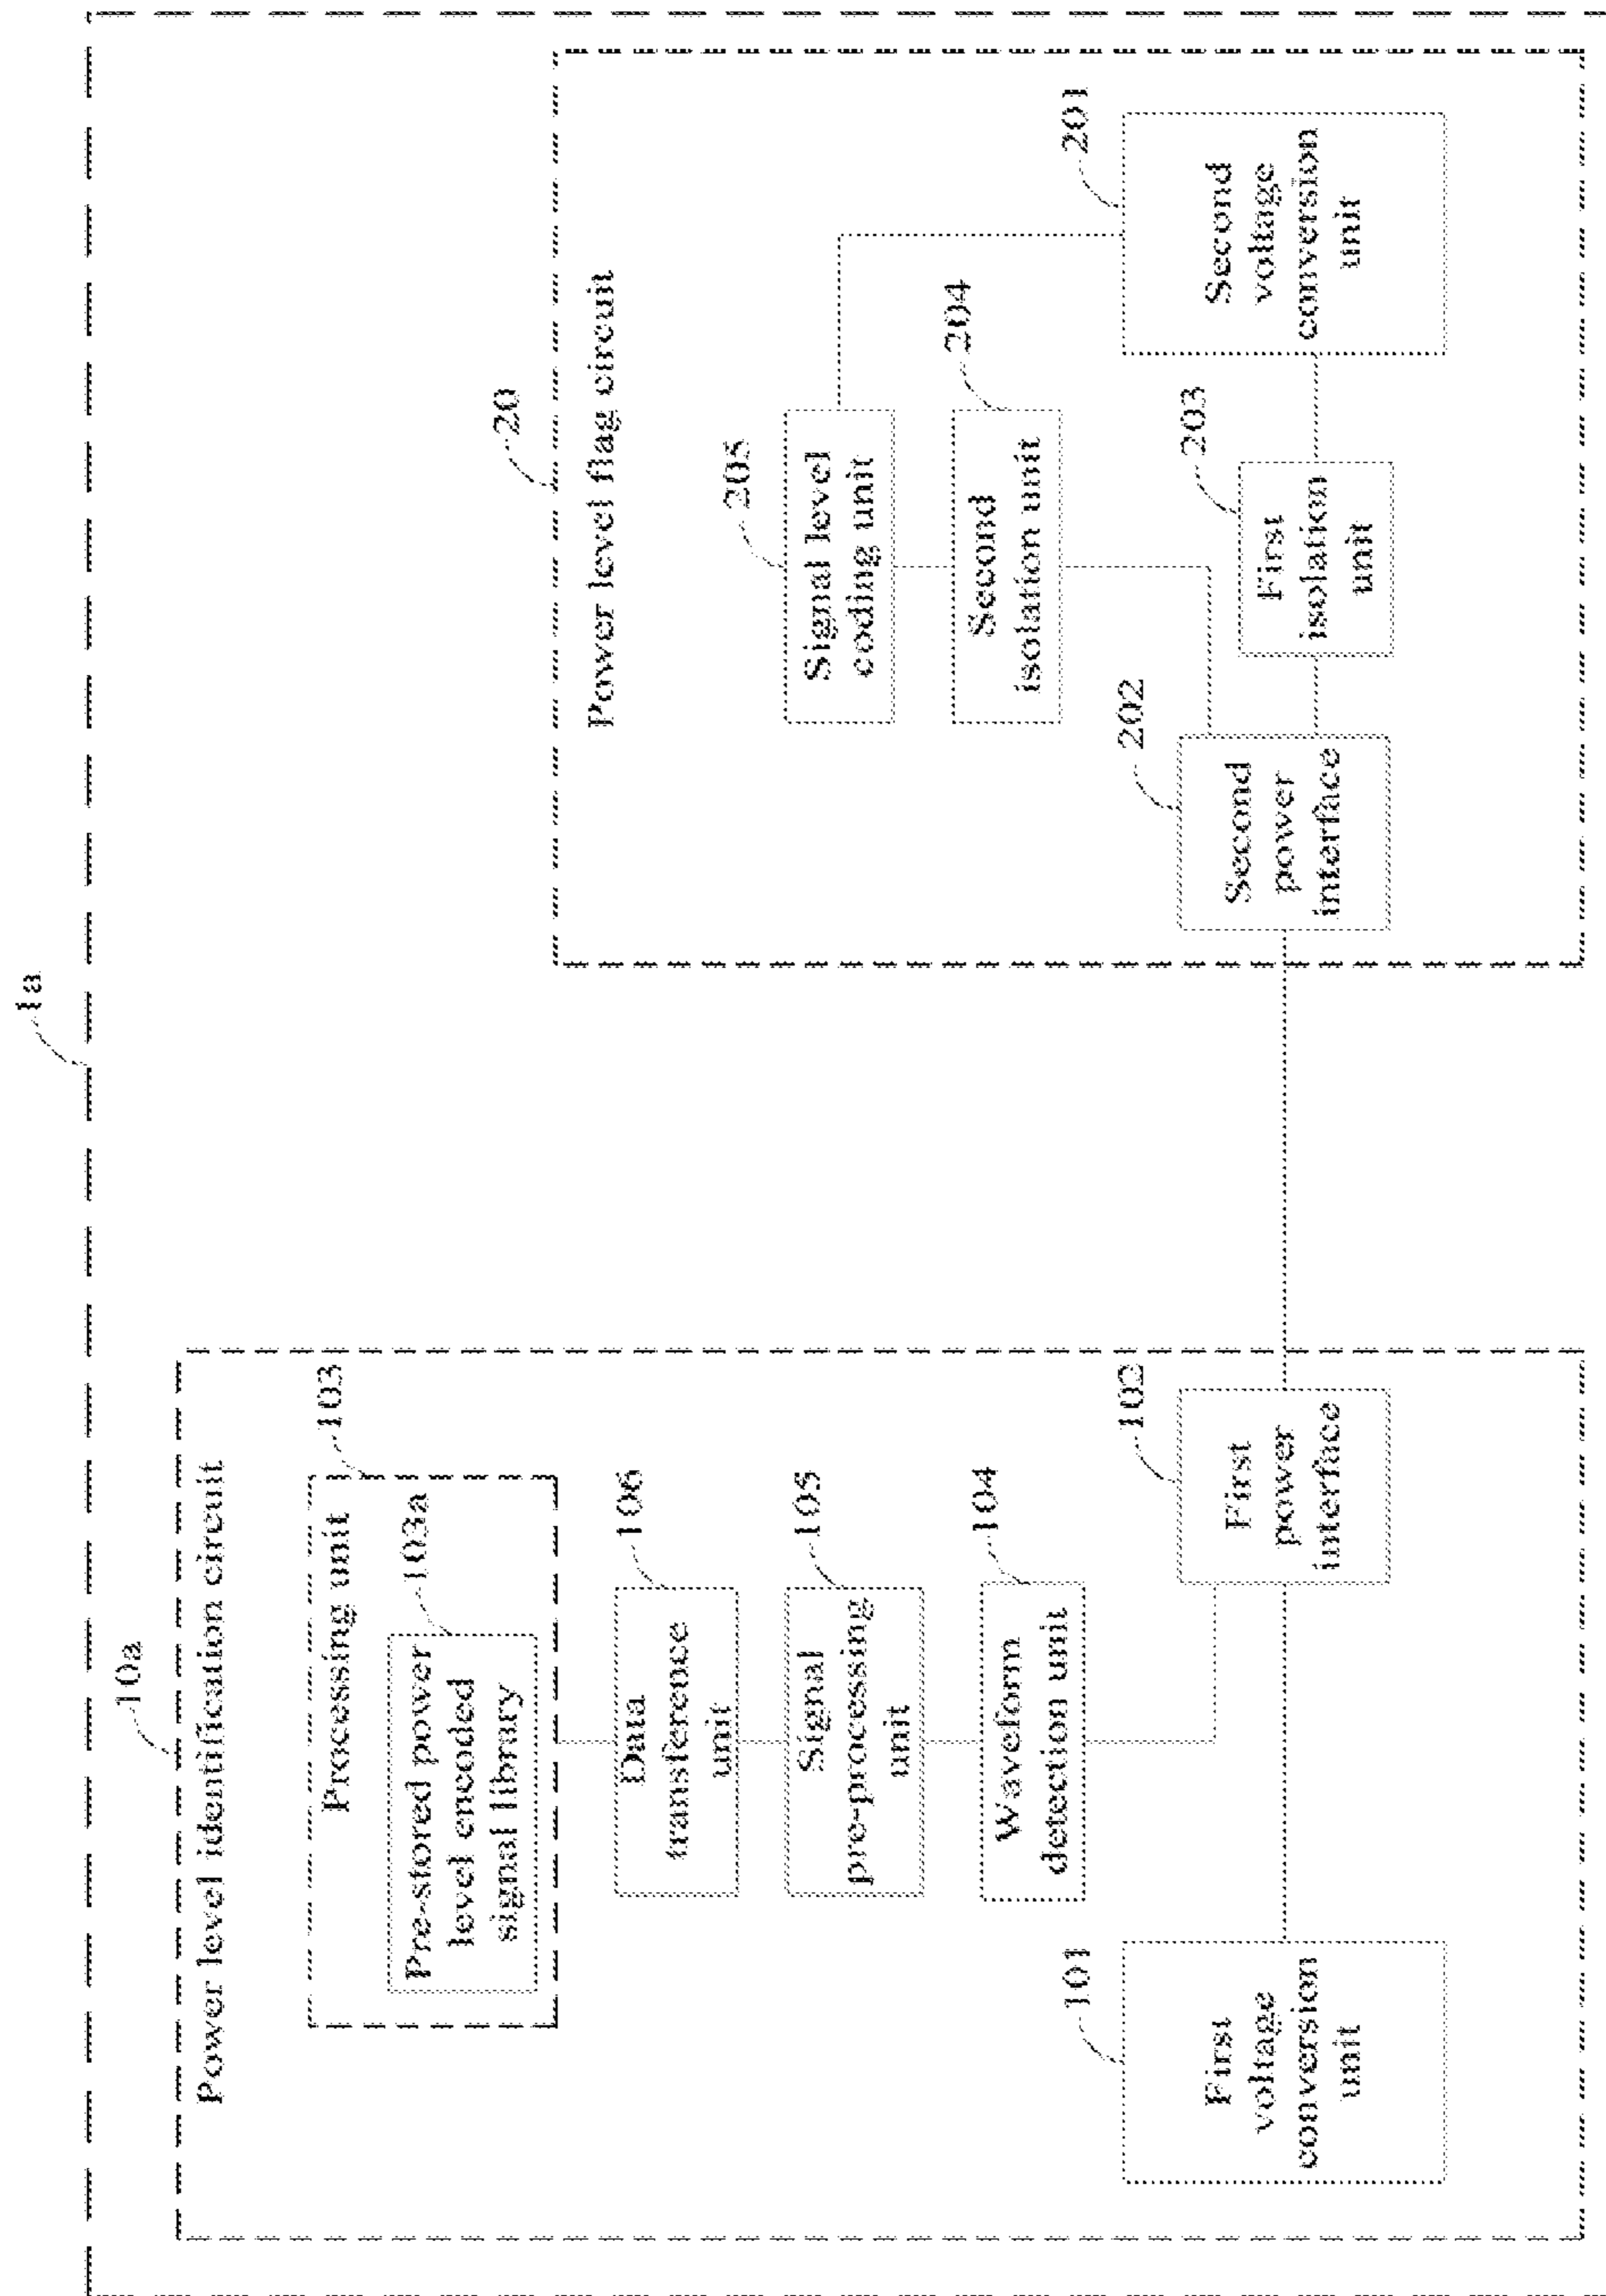 1a
10a
Power level identification circuit
103
Processing unit
103a
Pre-stored power
level encoded
signal library
106
Data
transference
unit
105
Signal
pre-processing
unit
104
Waveform
detection unit
101
First
voltage
conversion
unit
102
First
power
interface
20
Power level flag circuit
205
Signal level
coding unit
204
Second
isolation unit
202
Second
power
interface
203
First
isolation
unit
201
Second
voltage
conversion
unit